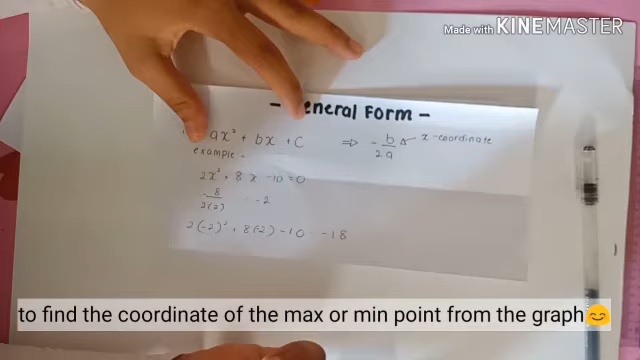 Made with KINEMASTER
- General Form -
ax² + bx + c ⇒ - b/2a ← x-coordinate
example -
2x² + 8x - 10 = 0
- 8/2(2) = -2
2(-2)² + 8(-2) - 10 = -18
to find the coordinate of the max or min point from the graph😊